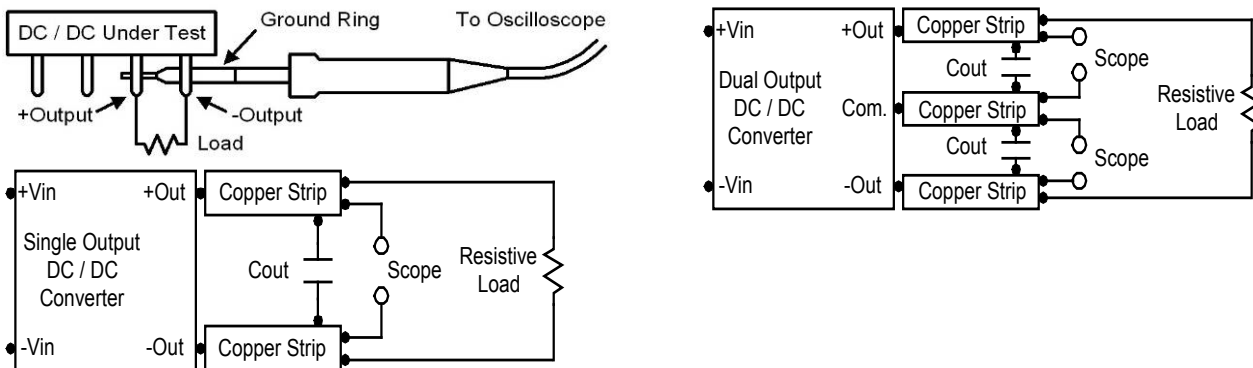 DC / DC Under Test
Ground Ring
To Oscilloscope
+Output
-Output
Load
+Vin
+Out
Copper Strip
Single Output
DC / DC
Converter
Cout
Scope
Resistive
Load
-Vin
-Out
Copper Strip
+Vin
+Out
Copper Strip
Cout
Scope
Dual Output
DC / DC
Converter
Com.
Copper Strip
Resistive
Load
Cout
Scope
-Vin
-Out
Copper Strip